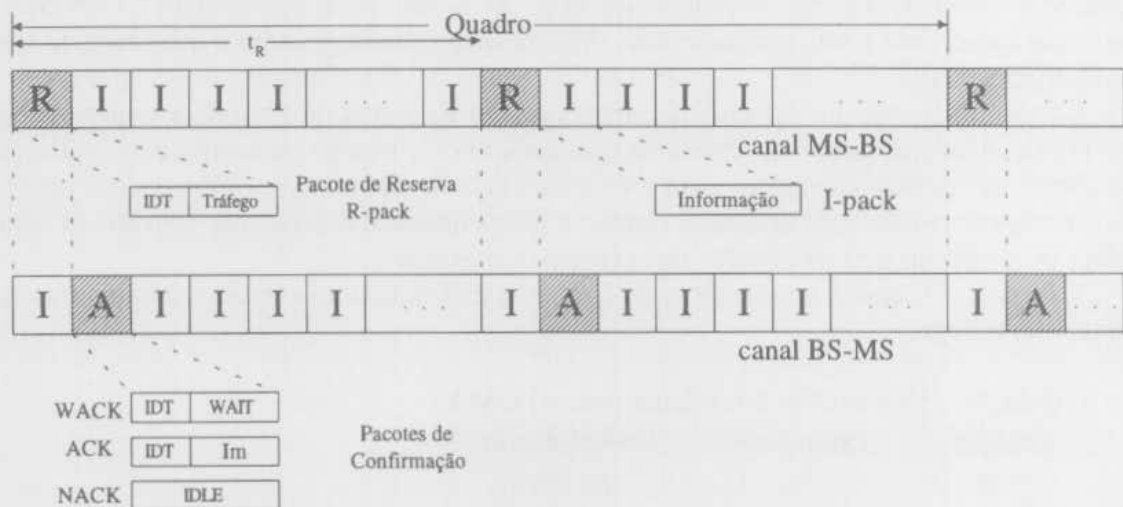 Quadro
t_R
R I I I I . . . . I R I I I I . . . . R
canal MS-BS
IDT Tráfego
Pacote de Reserva
R-pack
Informação I-pack
I A I I I . . . . I A I I I I . . . . I A
canal BS-MS
WACK IDT WAIT
ACK IDT Im
Pacotes de
Confirmação
NACK IDLE